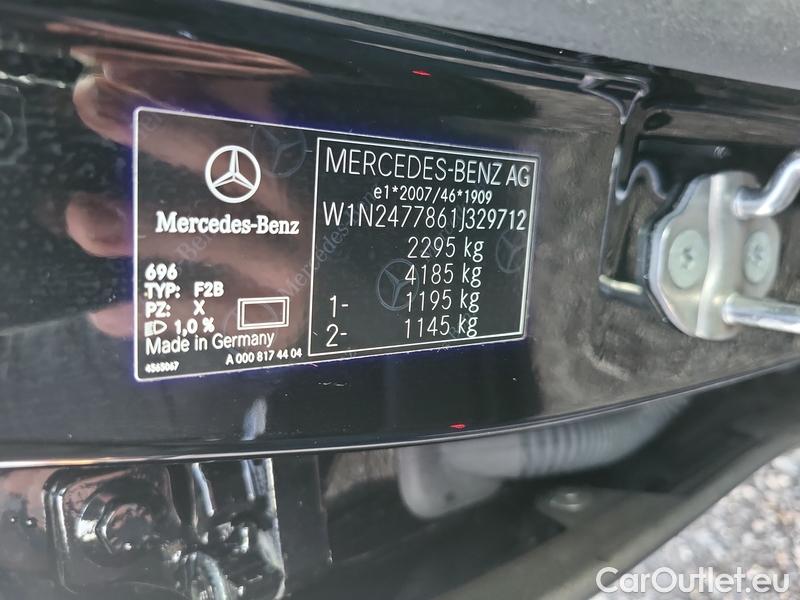 Mercedes-Benz
696
TYP: F2B
PZ: X
1,0 %
Made in Germany
A 000 817 44 04
4563067
MERCEDES-BENZ AG
e1*2007/46*1909
W1N2477861J329712
2295 kg
4185 kg
1- 1195 kg
2- 1145 kg
CarOutlet.eu